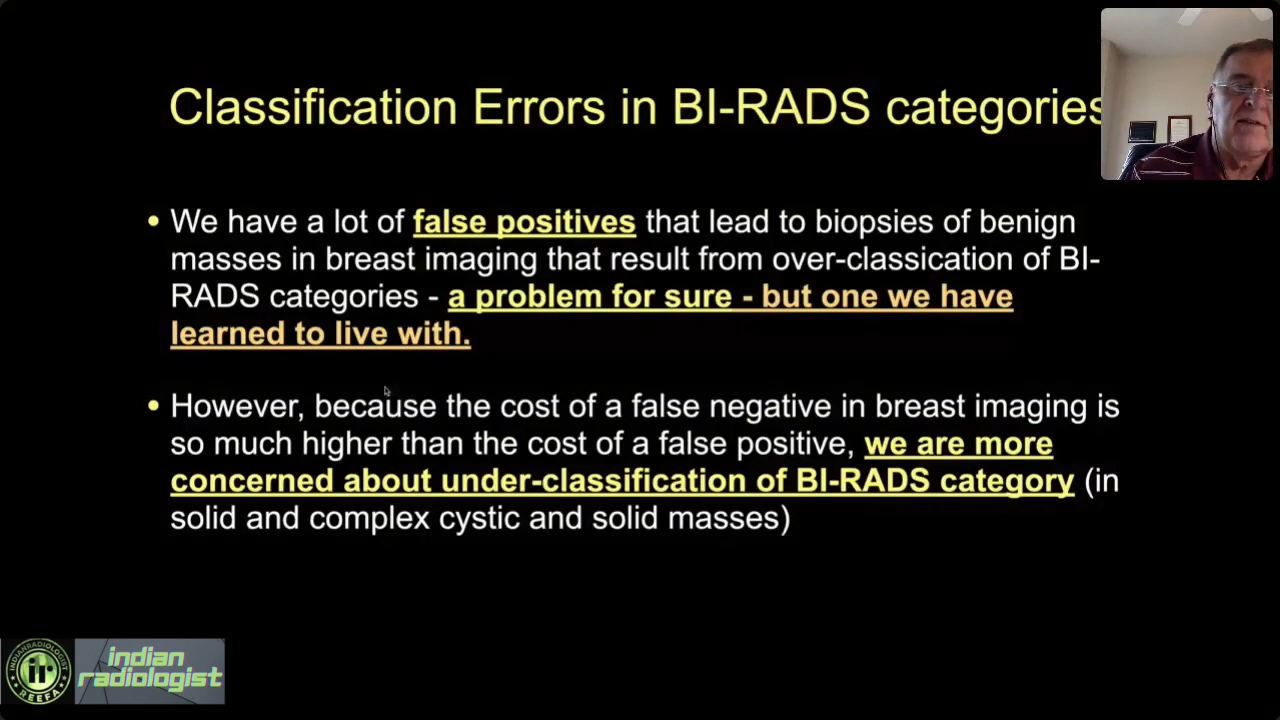 Classification Errors in BI-RADS categories
• We have a lot of false positives that lead to biopsies of benign
masses in breast imaging that result from over-classication of BI-
RADS categories - a problem for sure - but one we have
learned to live with.
• However, because the cost of a false negative in breast imaging is
so much higher than the cost of a false positive, we are more
concerned about under-classification of BI-RADS category (in
solid and complex cystic and solid masses)
INDIANRADIOLOGIST
ir
REEFA
indian
radiologist